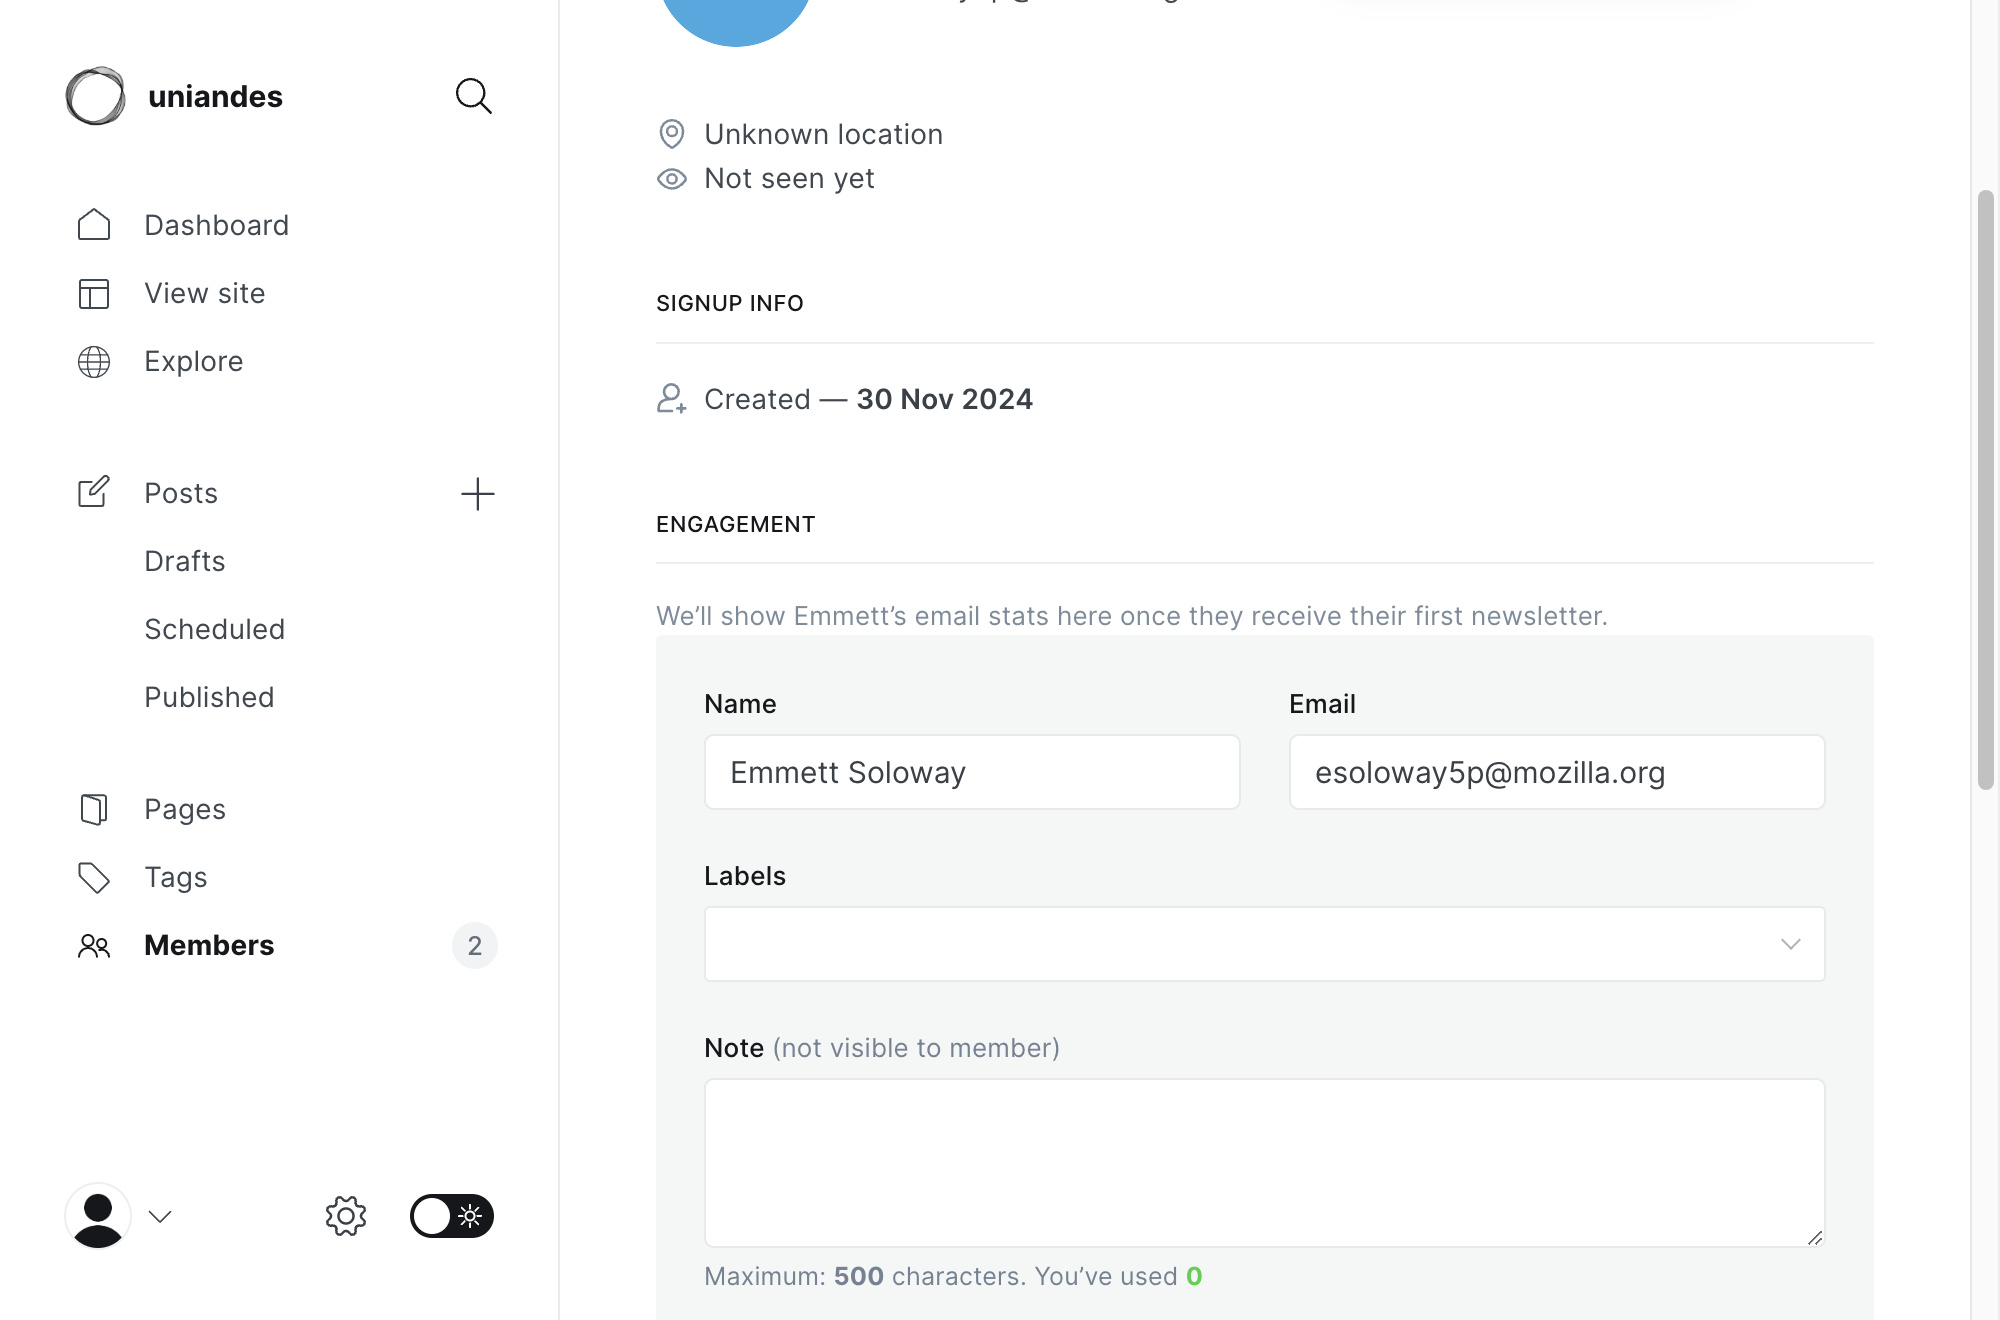 uniandes
Dashboard
View site
Explore
Posts
Drafts
Scheduled
Published
Pages
Tags
Members 2
Unknown location
Not seen yet
SIGNUP INFO
Created — 30 Nov 2024
ENGAGEMENT
We’ll show Emmett’s email stats here once they receive their first newsletter.
Name
Emmett Soloway
Email
esoloway5p@mozilla.org
Labels
Note (not visible to member)
Maximum: 500 characters. You’ve used 0